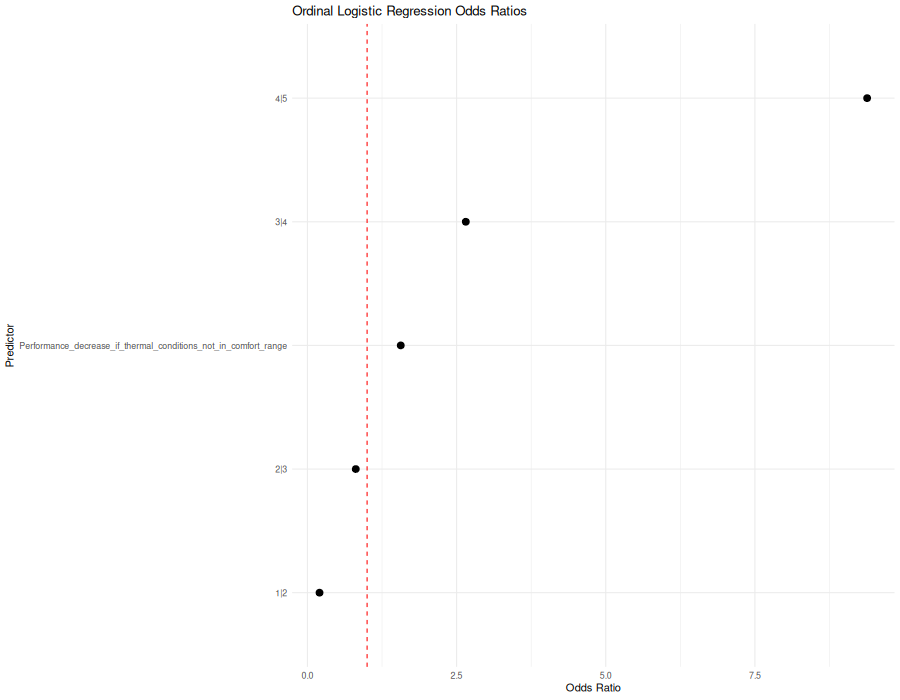 Ordinal Logistic Regression Odds Ratios
4|5
3|4
Performance_decrease_if_thermal_conditions_not_in_comfort_range
2|3
1|2
Predictor
0.0 2.5 5.0 7.5
Odds Ratio